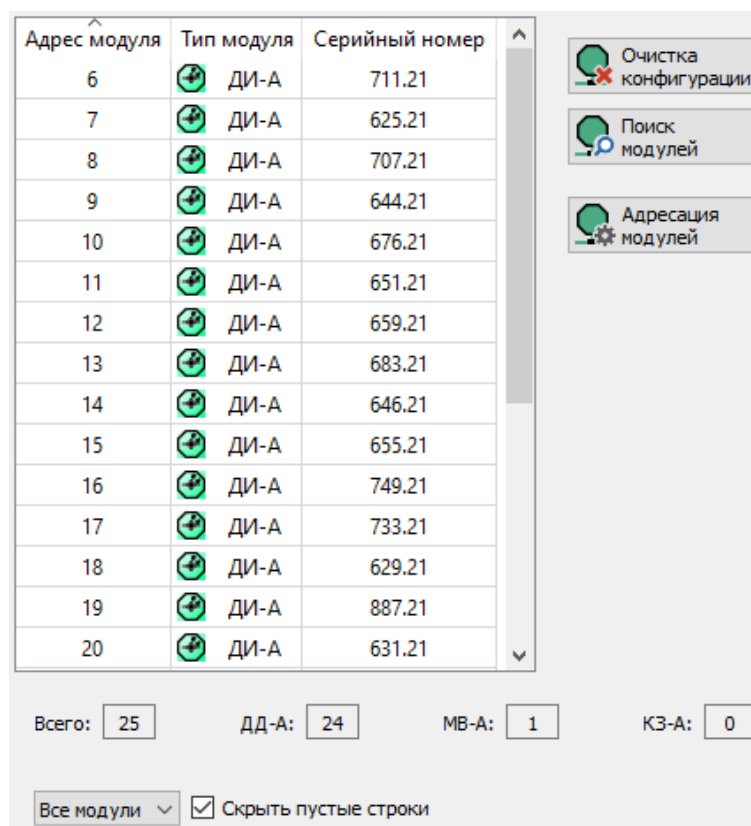 Адрес модуля Тип модуля Серийный номер
6 ДИ-А 711.21
7 ДИ-А 625.21
8 ДИ-А 707.21
9 ДИ-А 644.21
10 ДИ-А 676.21
11 ДИ-А 651.21
12 ДИ-А 659.21
13 ДИ-А 683.21
14 ДИ-А 646.21
15 ДИ-А 655.21
16 ДИ-А 749.21
17 ДИ-А 733.21
18 ДИ-А 629.21
19 ДИ-А 887.21
20 ДИ-А 631.21
Очистка
конфигурации
Поиск
модулей
Адресация
модулей
Всего: 25 ДД-А: 24 МВ-А: 1 КЗ-А: 0
Все модули Скрыть пустые строки